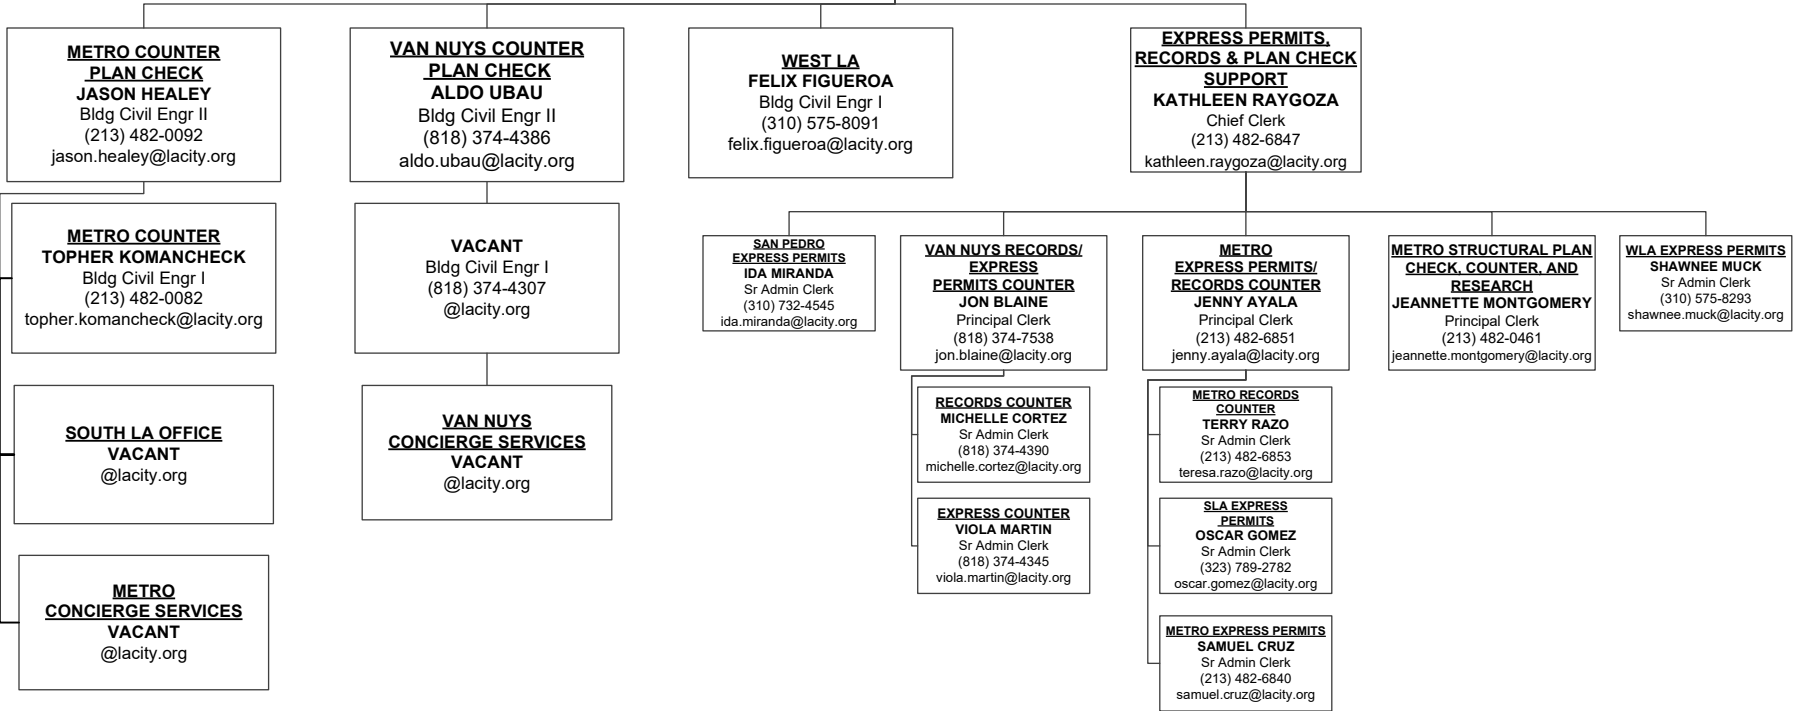 METRO COUNTER
PLAN CHECK
JASON HEALEY
Bldg Civil Engr II
(213) 482-0092
jason.healey@lacity.org
VAN NUYS COUNTER
PLAN CHECK
ALDO UBAU
Bldg Civil Engr II
(818) 374-4386
aldo.ubau@lacity.org
WEST LA
FELIX FIGUEROA
Bldg Civil Engr I
(310) 575-8091
felix.figueroa@lacity.org
EXPRESS PERMITS,
RECORDS & PLAN CHECK
SUPPORT
KATHLEEN RAYGOZA
Chief Clerk
(213) 482-6847
kathleen.raygoza@lacity.org
METRO COUNTER
TOPHER KOMANCHECK
Bldg Civil Engr I
(213) 482-0082
topher.komancheck@lacity.org
VACANT
Bldg Civil Engr I
(818) 374-4307
@lacity.org
SAN PEDRO
EXPRESS PERMITS
IDA MIRANDA
Sr Admin Clerk
(310) 732-4545
ida.miranda@lacity.org
VAN NUYS RECORDS/
EXPRESS
PERMITS COUNTER
JON BLAINE
Principal Clerk
(818) 374-7538
jon.blaine@lacity.org
METRO
EXPRESS PERMITS/
RECORDS COUNTER
JENNY AYALA
Principal Clerk
(213) 482-6851
jenny.ayala@lacity.org
METRO STRUCTURAL PLAN
CHECK, COUNTER, AND
RESEARCH
JEANNETTE MONTGOMERY
Principal Clerk
(213) 482-0461
jeannette.montgomery@lacity.org
WLA EXPRESS PERMITS
SHAWNEE MUCK
Sr Admin Clerk
(310) 575-8293
shawnee.muck@lacity.org
SOUTH LA OFFICE
VACANT
@lacity.org
VAN NUYS
CONCIERGE SERVICES
VACANT
@lacity.org
RECORDS COUNTER
MICHELLE CORTEZ
Sr Admin Clerk
(818) 374-4390
michelle.cortez@lacity.org
METRO RECORDS
COUNTER
TERRY RAZO
Sr Admin Clerk
(213) 482-6853
teresa.razo@lacity.org
EXPRESS COUNTER
VIOLA MARTIN
Sr Admin Clerk
(818) 374-4345
viola.martin@lacity.org
SLA EXPRESS
PERMITS
OSCAR GOMEZ
Sr Admin Clerk
(323) 789-2782
oscar.gomez@lacity.org
METRO
CONCIERGE SERVICES
VACANT
@lacity.org
METRO EXPRESS PERMITS
SAMUEL CRUZ
Sr Admin Clerk
(213) 482-6840
samuel.cruz@lacity.org